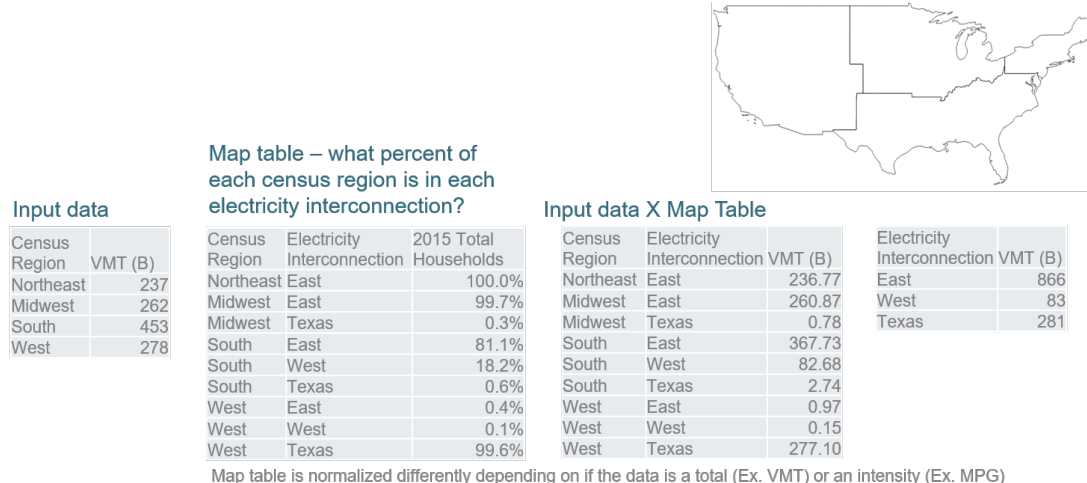 Map table – what percent of
each census region is in each
electricity interconnection?
Input data
Input data X Map Table
Census Region VMT (B)
Northeast 237
Midwest 262
South 453
West 278
Census Region Electricity Interconnection 2015 Total Households
Northeast East 100.0%
Midwest East 99.7%
Midwest Texas 0.3%
South East 81.1%
South West 18.2%
South Texas 0.6%
West East 0.4%
West West 0.1%
West Texas 99.6%
Census Region Electricity Interconnection VMT (B)
Northeast East 236.77
Midwest East 260.87
Midwest Texas 0.78
South East 367.73
South West 82.68
South Texas 2.74
West East 0.97
West West 0.15
West Texas 277.10
Electricity Interconnection VMT (B)
East 866
West 83
Texas 281
Map table is normalized differently depending on if the data is a total (Ex. VMT) or an intensity (Ex. MPG)